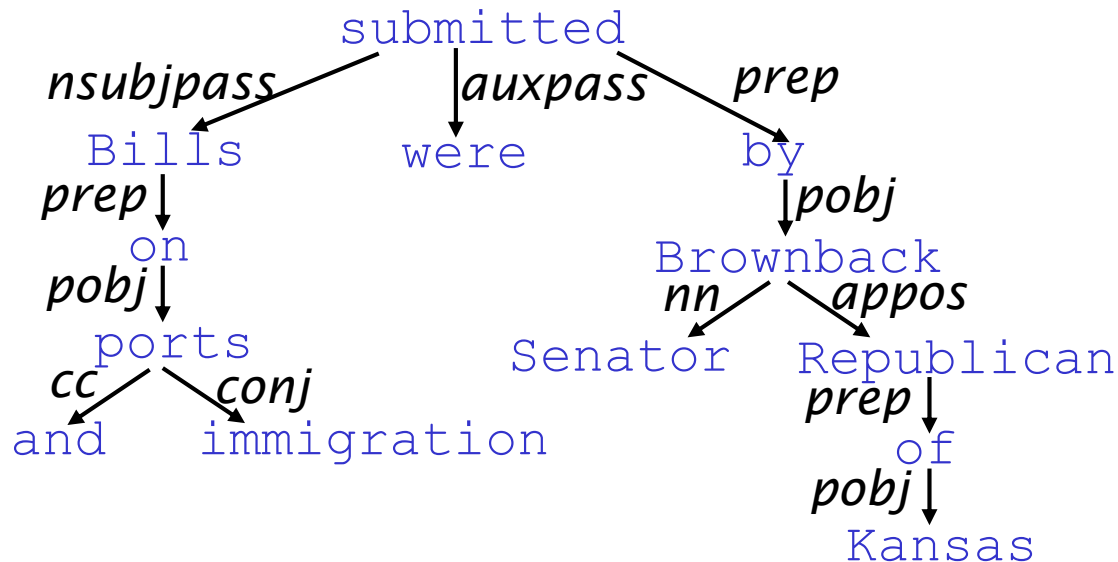 submitted
nsubjpass auxpass prep
Bills were by
prep pobj
on Brownback
pobj nn appos
ports Senator Republican
cc conj prep
and immigration of
pobj
Kansas